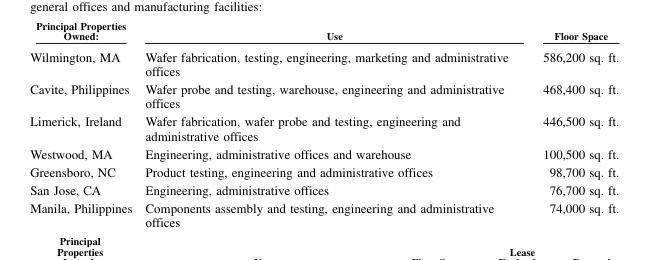 general offices and manufacturing facilities:
Principal Properties
Owned: Use Floor Space
Wilmington, MA Wafer fabrication, testing, engineering, marketing and administrative 586,200 sq. ft.
offices
Cavite, Philippines Wafer probe and testing, warehouse, engineering and administrative 468,400 sq. ft.
offices
Limerick, Ireland Wafer fabrication, wafer probe and testing, engineering and 446,500 sq. ft.
administrative offices
Westwood, MA Engineering, administrative offices and warehouse 100,500 sq. ft.
Greensboro, NC Product testing, engineering and administrative offices 98,700 sq. ft.
San Jose, CA Engineering, administrative offices 76,700 sq. ft.
Manila, Philippines Components assembly and testing, engineering and administrative 74,000 sq. ft.
offices
Principal
Properties Lease